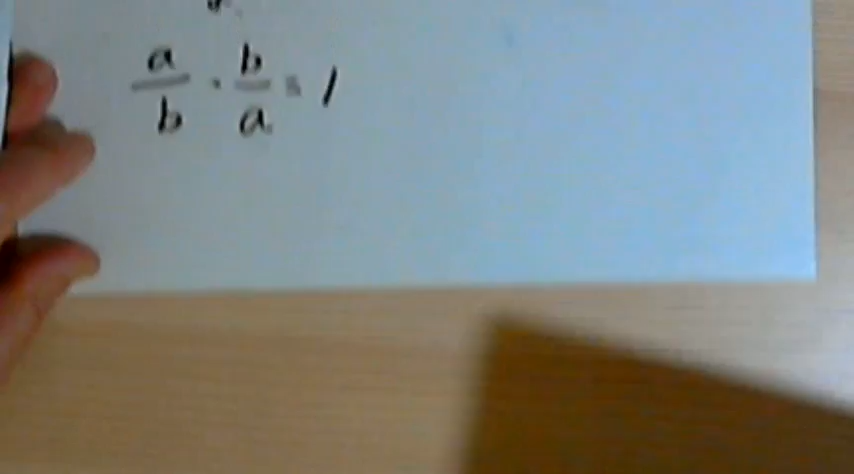 a/b · b/a = 1